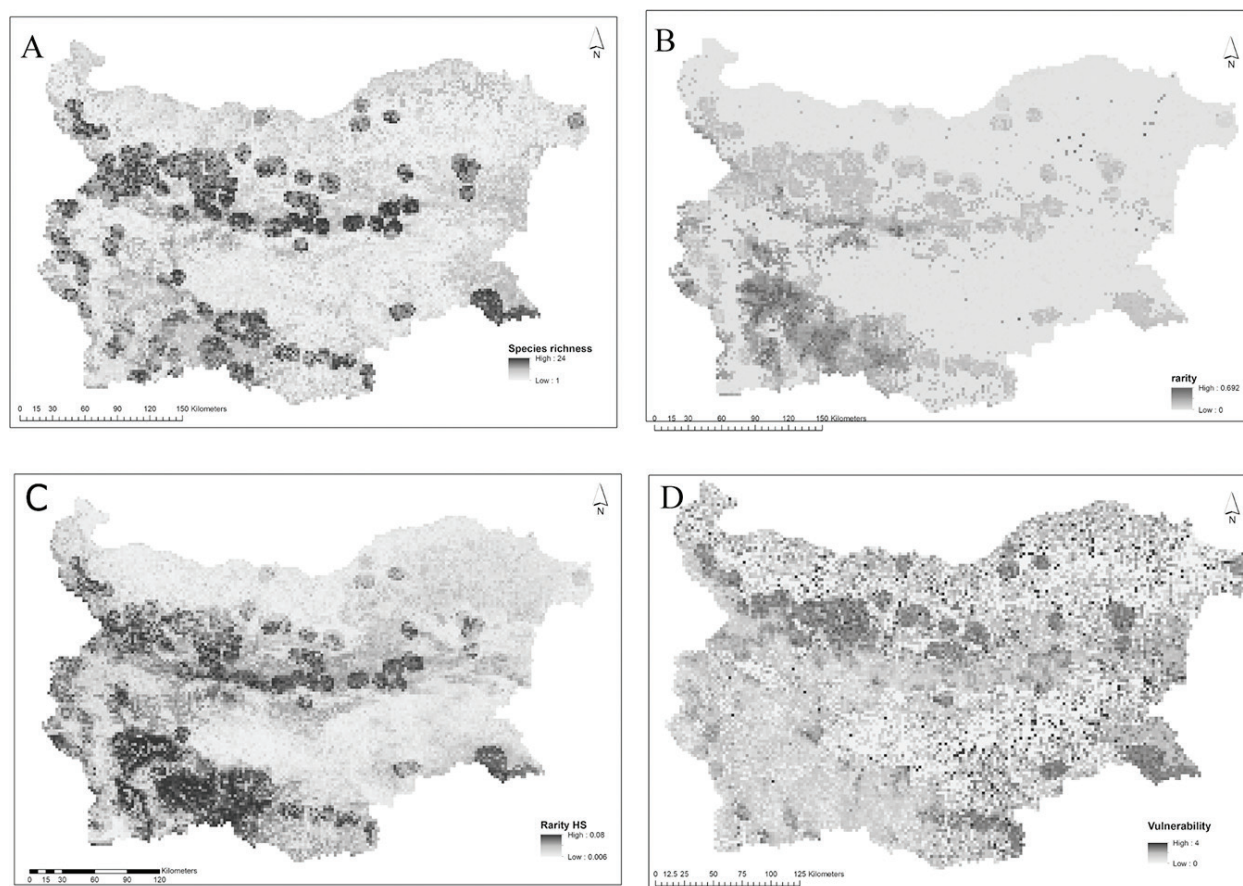 A
N
Species richness
High : 24
Low : 1
0 15 30 60 90 120 150 Kilometers
B
N
rarity
High : 0.692
Low : 0
0 15 30 60 90 120 150 Kilometers
C
N
Rarity HS
High : 0.08
Low : 0.006
Kilometers
0 15 30 60 90 120
D
N
Vulnerability
High : 4
Low : 0
0 12.5 25 50 75 100 125 Kilometers